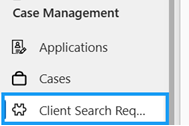 Case Management
Applications
Cases
Client Search Req...